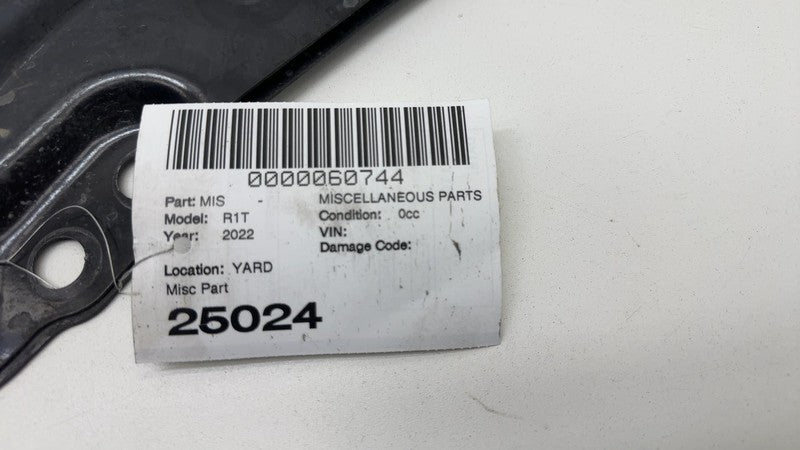 0000060744
Part: MIS - MISCELLANEOUS PARTS
Model: R1T Condition: 0cc
Year: 2022 VIN:
Damage Code:
Location: YARD
Misc Part
25024